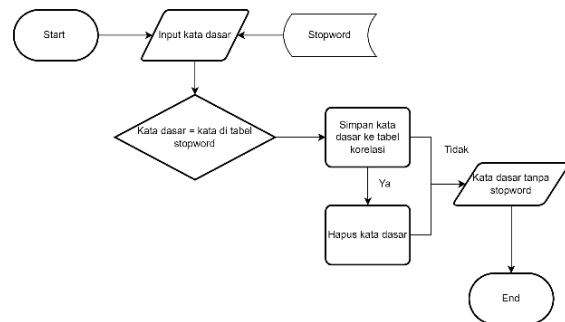 Start
Input kata dasar
Stopword
Kata dasar = kata di tabel
stopword
Simpan kata
dasar ke tabel
korelasi
Tidak
Ya
Kata dasar tanpa
stopword
Hapus kata dasar
End